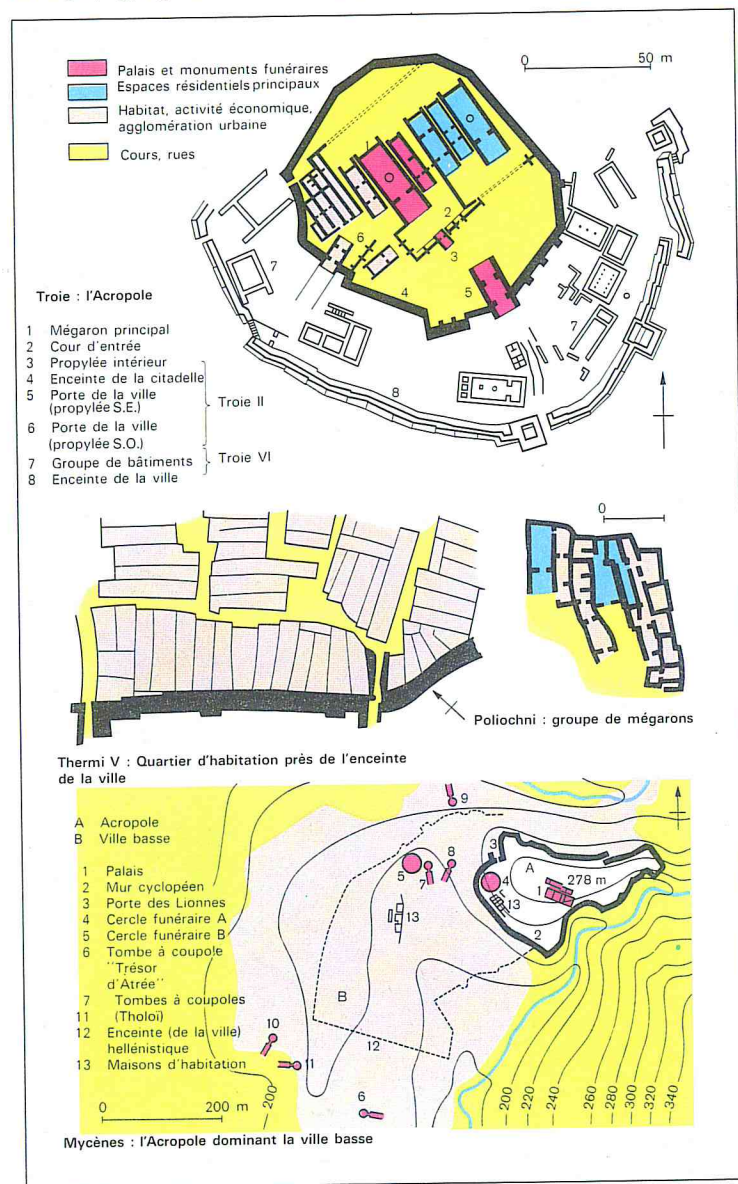 Palais et monuments funéraires
Espaces résidentiels principaux
Habitat, activité économique,
agglomération urbaine
Cours, rues
0 50 m
1
2
3
4
5
6
7
7
8
Troie : l'Acropole
1 Mégaron principal
2 Cour d'entrée
3 Propylée intérieur
4 Enceinte de la citadelle
5 Porte de la ville
(propylée S.E.)
6 Porte de la ville
(propylée S.O.)
Troie II
7 Groupe de bâtiments
8 Enceinte de la ville
Troie VI
0
Poliochni : groupe de mégarons
Thermi V : Quartier d'habitation près de l'enceinte
de la ville
A Acropole
B Ville basse
1 Palais
2 Mur cyclopéen
3 Porte des Lionnes
4 Cercle funéraire A
5 Cercle funéraire B
6 Tombe à coupole
"Trésor
d'Atrée"
7 Tombes à coupoles
11 (Tholoï)
12 Enceinte (de la ville)
hellénistique
13 Maisons d'habitation
0 200 m
9
8
7
5
3
A
278 m
4
1
13
13
2
B
12
10
11
6
200
200
220
240
260
280
300
320
340
Mycènes : l'Acropole dominant la ville basse